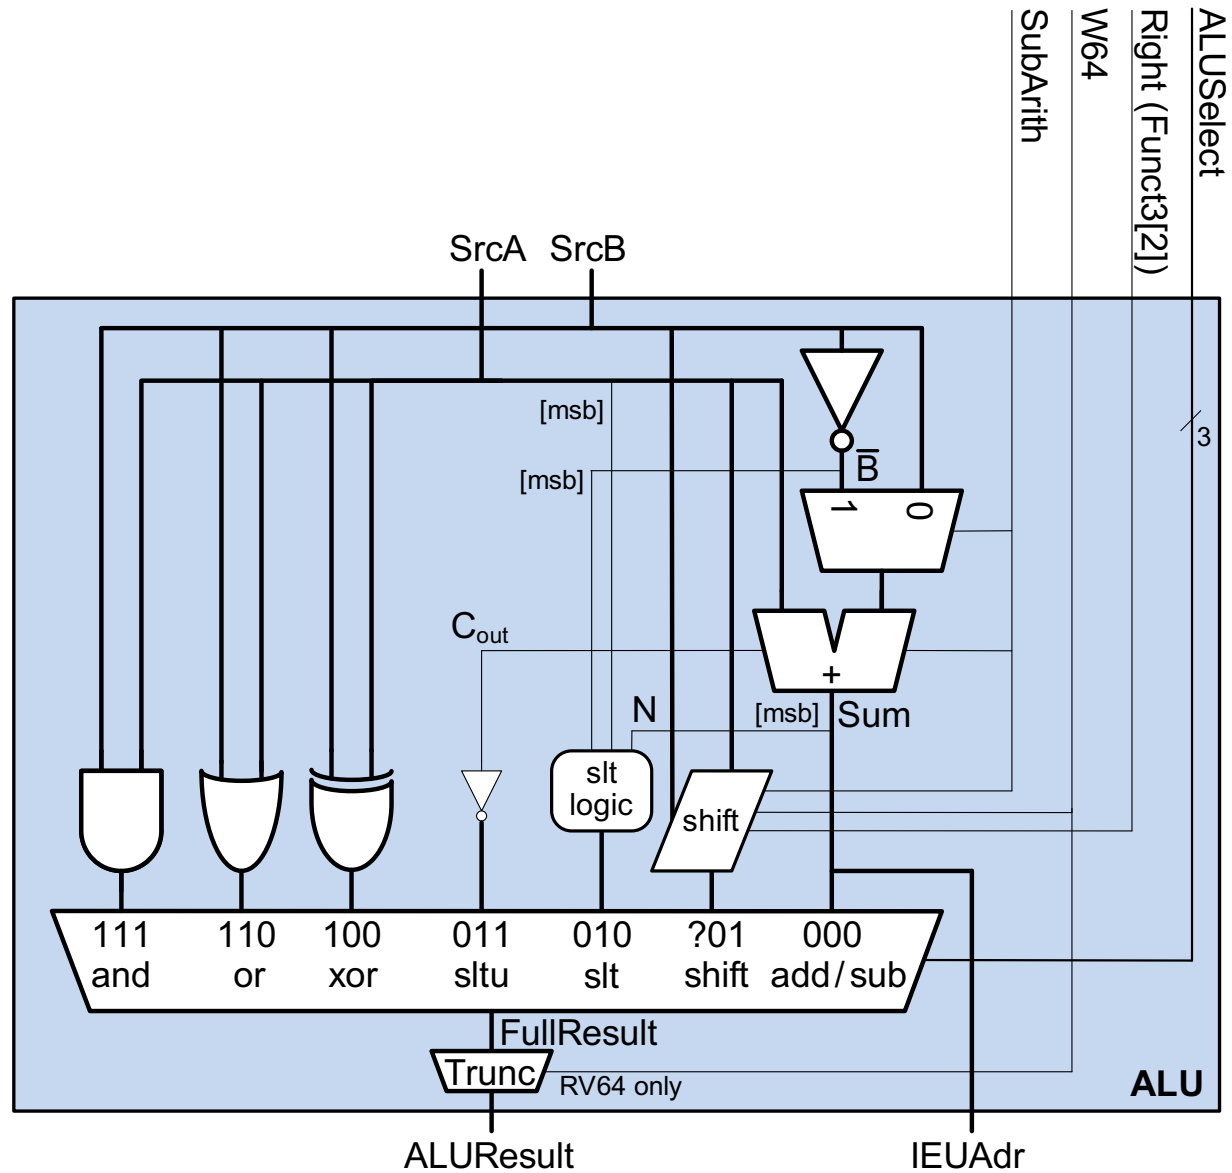 SubArith
W64
Right (Funct3[2])
ALUSelect
SrcA SrcB
[msb]
3
[msb]
B̅
1 0
Cout
+
N [msb] Sum
slt
logic
shift
111 110 100 011 010 ?01 000
and or xor sltu slt shift add / sub
FullResult
Trunc RV64 only
ALU
ALUResult IEUAdr